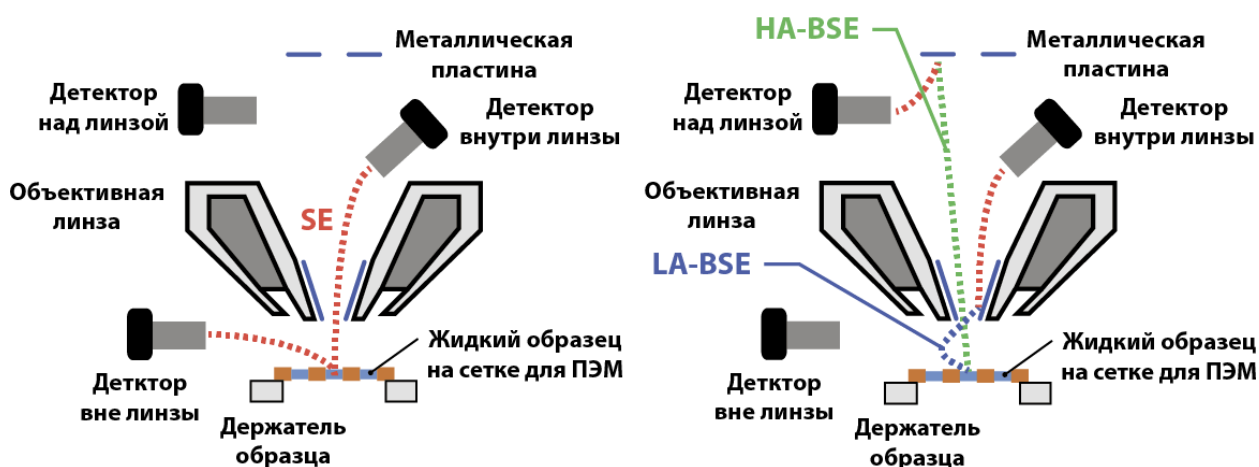 Металлическая
пластина
Детектор
над линзой
Детектор
внутри линзы
Объективная
линза
SE
Жидкий образец
на сетке для ПЭМ
Детктор
вне линзы
Держатель
образца
HA-BSE
Металлическая
пластина
Детектор
над линзой
Детектор
внутри линзы
Объективная
линза
LA-BSE
Жидкий образец
на сетке для ПЭМ
Детктор
вне линзы
Держатель
образца